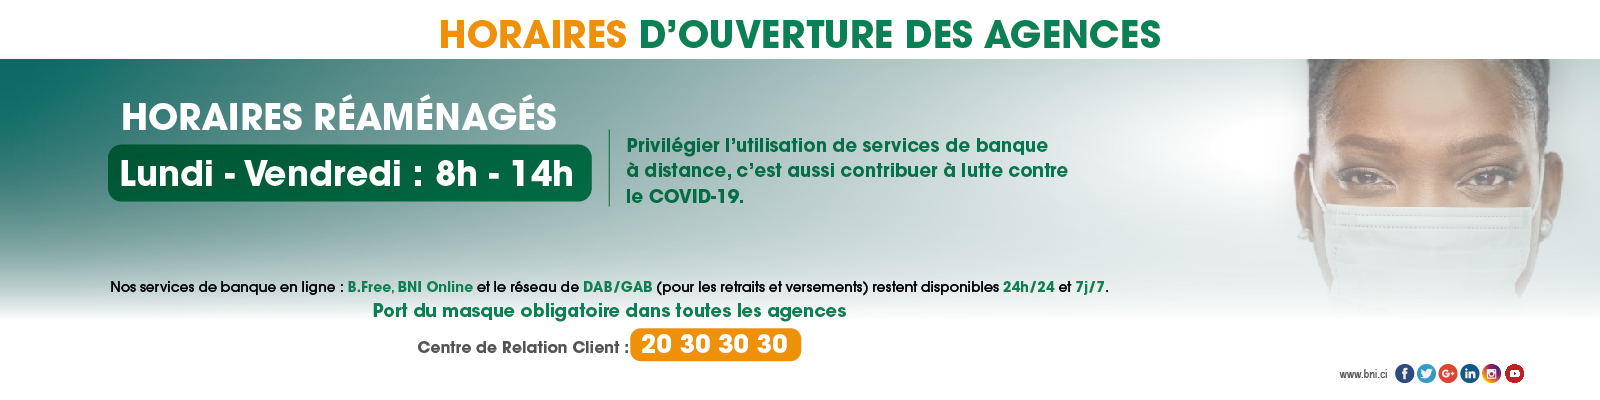 HORAIRES D’OUVERTURE DES AGENCES
HORAIRES RÉAMÉNAGÉS
Lundi - Vendredi : 8h - 14h
Privilégier l’utilisation de services de banque
à distance, c’est aussi contribuer à lutte contre
le COVID-19.
Nos services de banque en ligne : B.Free, BNI Online et le réseau de DAB/GAB (pour les retraits et versements) restent disponibles 24h/24 et 7j/7.
Port du masque obligatoire dans toutes les agences
Centre de Relation Client : 20 30 30 30
www.bni.ci